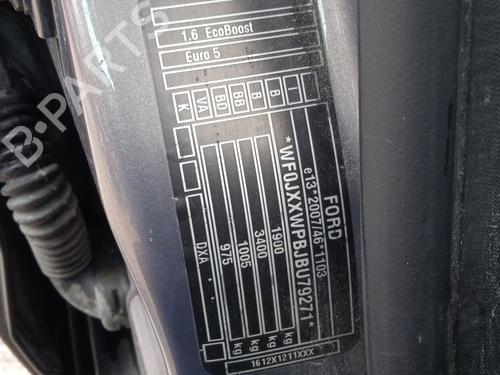 1.6 EcoBoost
Euro 5
FORD
e13*2007/46*1103
*WF0JXXWPBJBU79271*
1900 kg
3400 kg
1005 kg
975 kg
DXA
I B B BB BD VA K
1612X1211XXX
B-PARTS